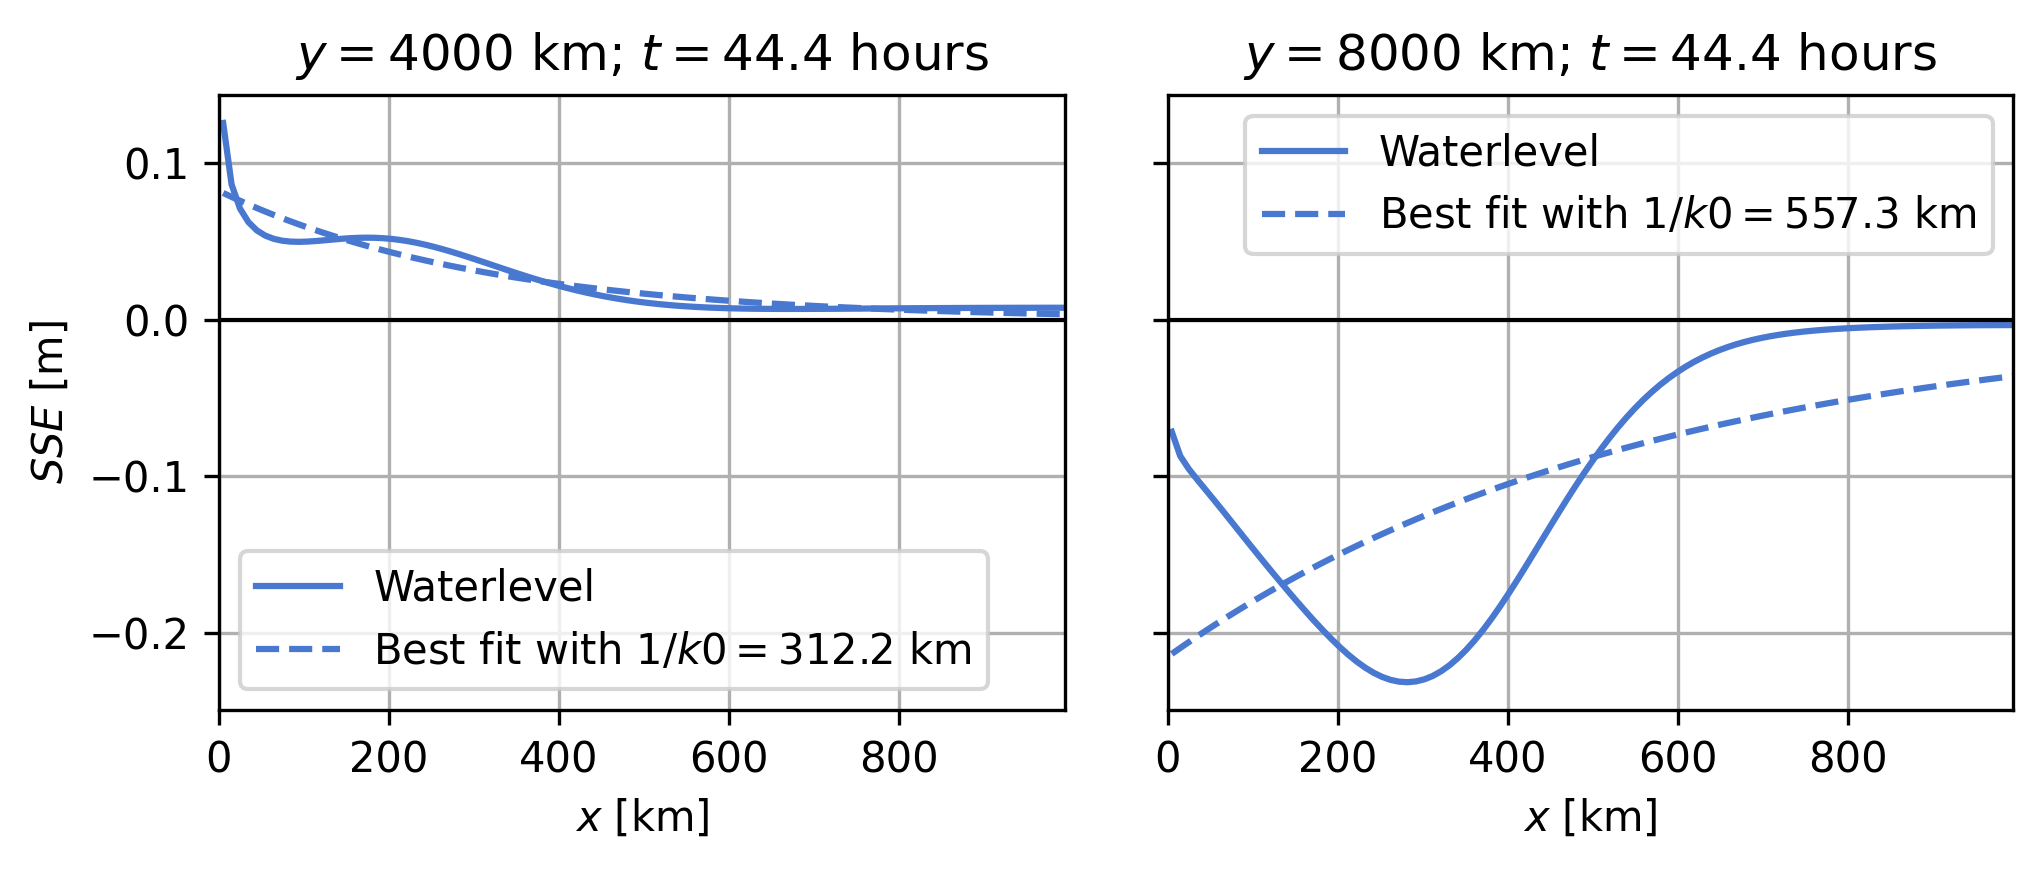 y = 4000 km; t = 44.4 hours
SSE [m]
0.1
0.0
−0.1
−0.2
Waterlevel
Best fit with 1/k0 = 312.2 km
0 200 400 600 800
x [km]
y = 8000 km; t = 44.4 hours
Waterlevel
Best fit with 1/k0 = 557.3 km
0 200 400 600 800
x [km]